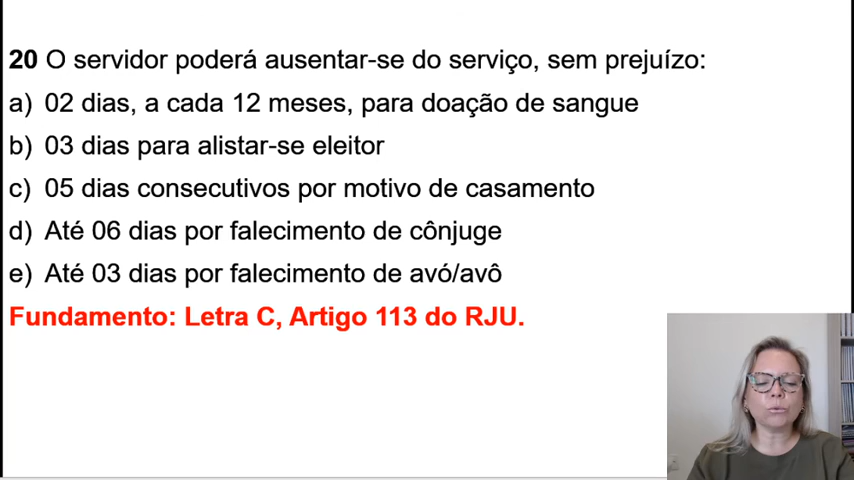 20 O servidor poderá ausentar-se do serviço, sem prejuízo:
a) 02 dias, a cada 12 meses, para doação de sangue
b) 03 dias para alistar-se eleitor
c) 05 dias consecutivos por motivo de casamento
d) Até 06 dias por falecimento de cônjuge
e) Até 03 dias por falecimento de avó/avô
Fundamento: Letra C, Artigo 113 do RJU.